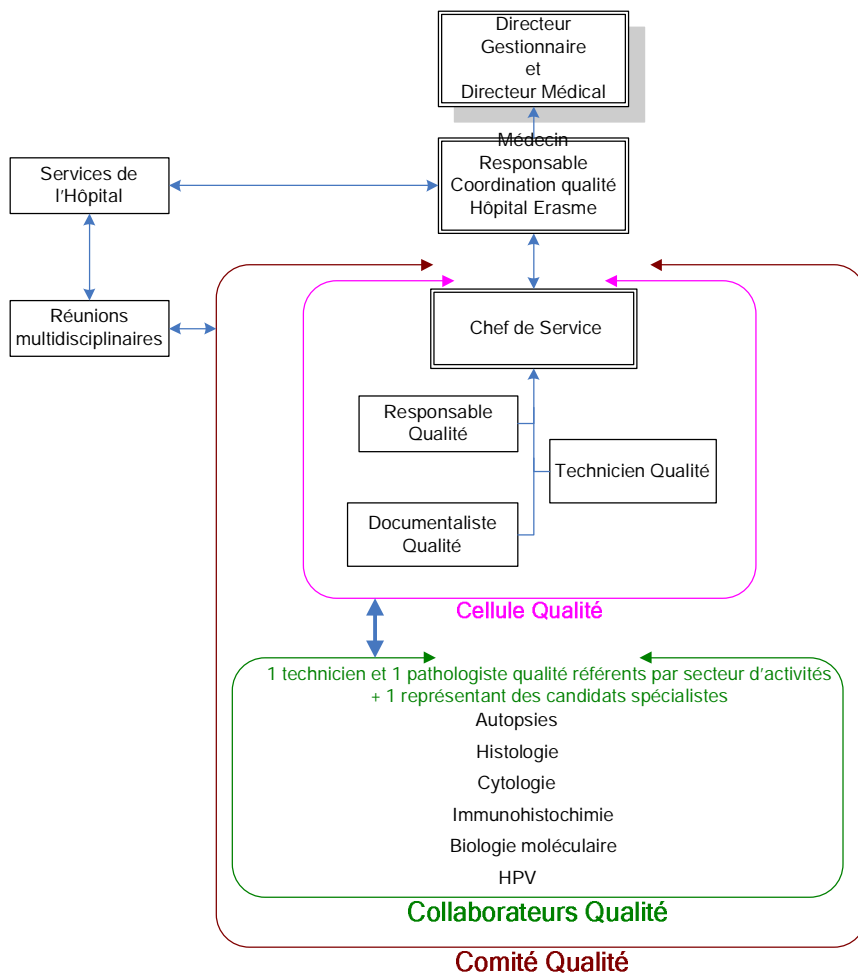 Directeur
Gestionnaire
et
Directeur Médical
Médecin
Responsable
Coordination qualité
Hôpital Erasme
Services de
l'Hôpital
Réunions
multidisciplinaires
Chef de Service
Responsable
Qualité
Technicien Qualité
Documentaliste
Qualité
Cellule Qualité
1 technicien et 1 pathologiste qualité référents par secteur d'activités
+ 1 représentant des candidats spécialistes
Autopsies
Histologie
Cytologie
Immunohistochimie
Biologie moléculaire
HPV
Collaborateurs Qualité
Comité Qualité